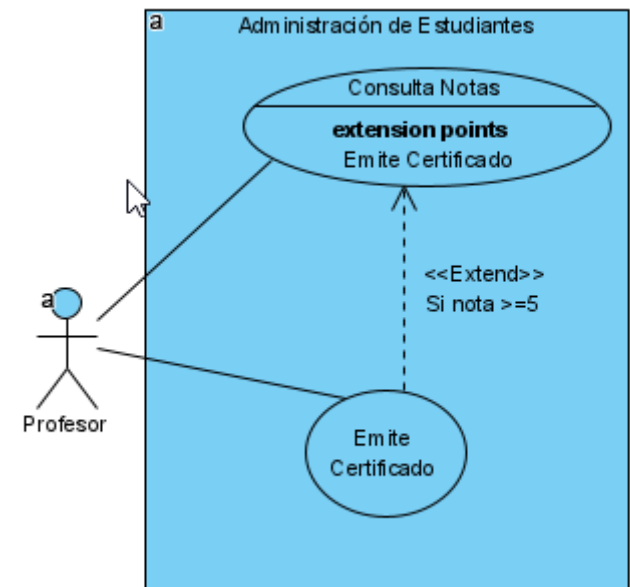 a
Administración de Estudiantes
Consulta Notas
extension points
Emite Certificado
<<Extend>>
Si nota >=5
a
Profesor
Emite
Certificado